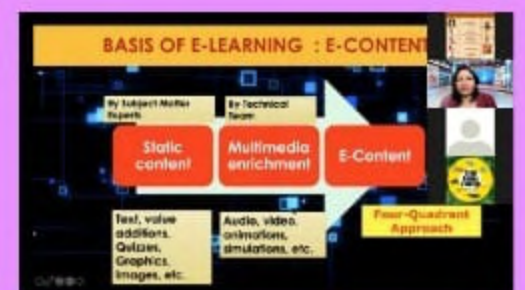 BASIS OF E-LEARNING : E-CONTENT
By Subject Matter
Experts
By Technical
Team
Static
content
Multimedia
enrichment
E-Content
Text, value
additions,
Quizzes,
Graphics,
Images, etc.
Audio, video,
animations,
simulations, etc.
Four-Quadrant
Approach